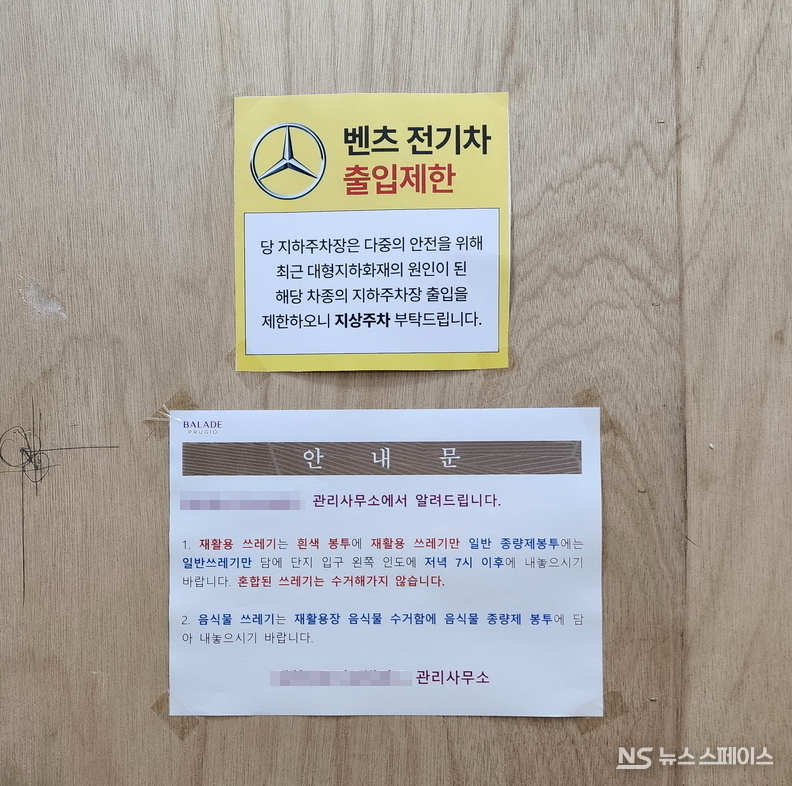 벤츠 전기차
출입제한
당 지하주차장은 다중의 안전을 위해
최근 대형지하화재의 원인이 된
해당 차종의 지하주차장 출입을
제한하오니 지상주차 부탁드립니다.
BALADE
PRUGIO
안 내 문
관리사무소에서 알려드립니다.
1. 재활용 쓰레기는 흰색 봉투에 재활용 쓰레기만 일반 종량제봉투에는
일반쓰레기만 담에 단지 입구 왼쪽 인도에 저녁 7시 이후에 내놓으시기
바랍니다. 혼합된 쓰레기는 수거해가지 않습니다.
2. 음식물 쓰레기는 재활용장 음식물 수거함에 음식물 종량제 봉투에 담
아 내놓으시기 바랍니다.
관리사무소
NS 뉴스스페이스